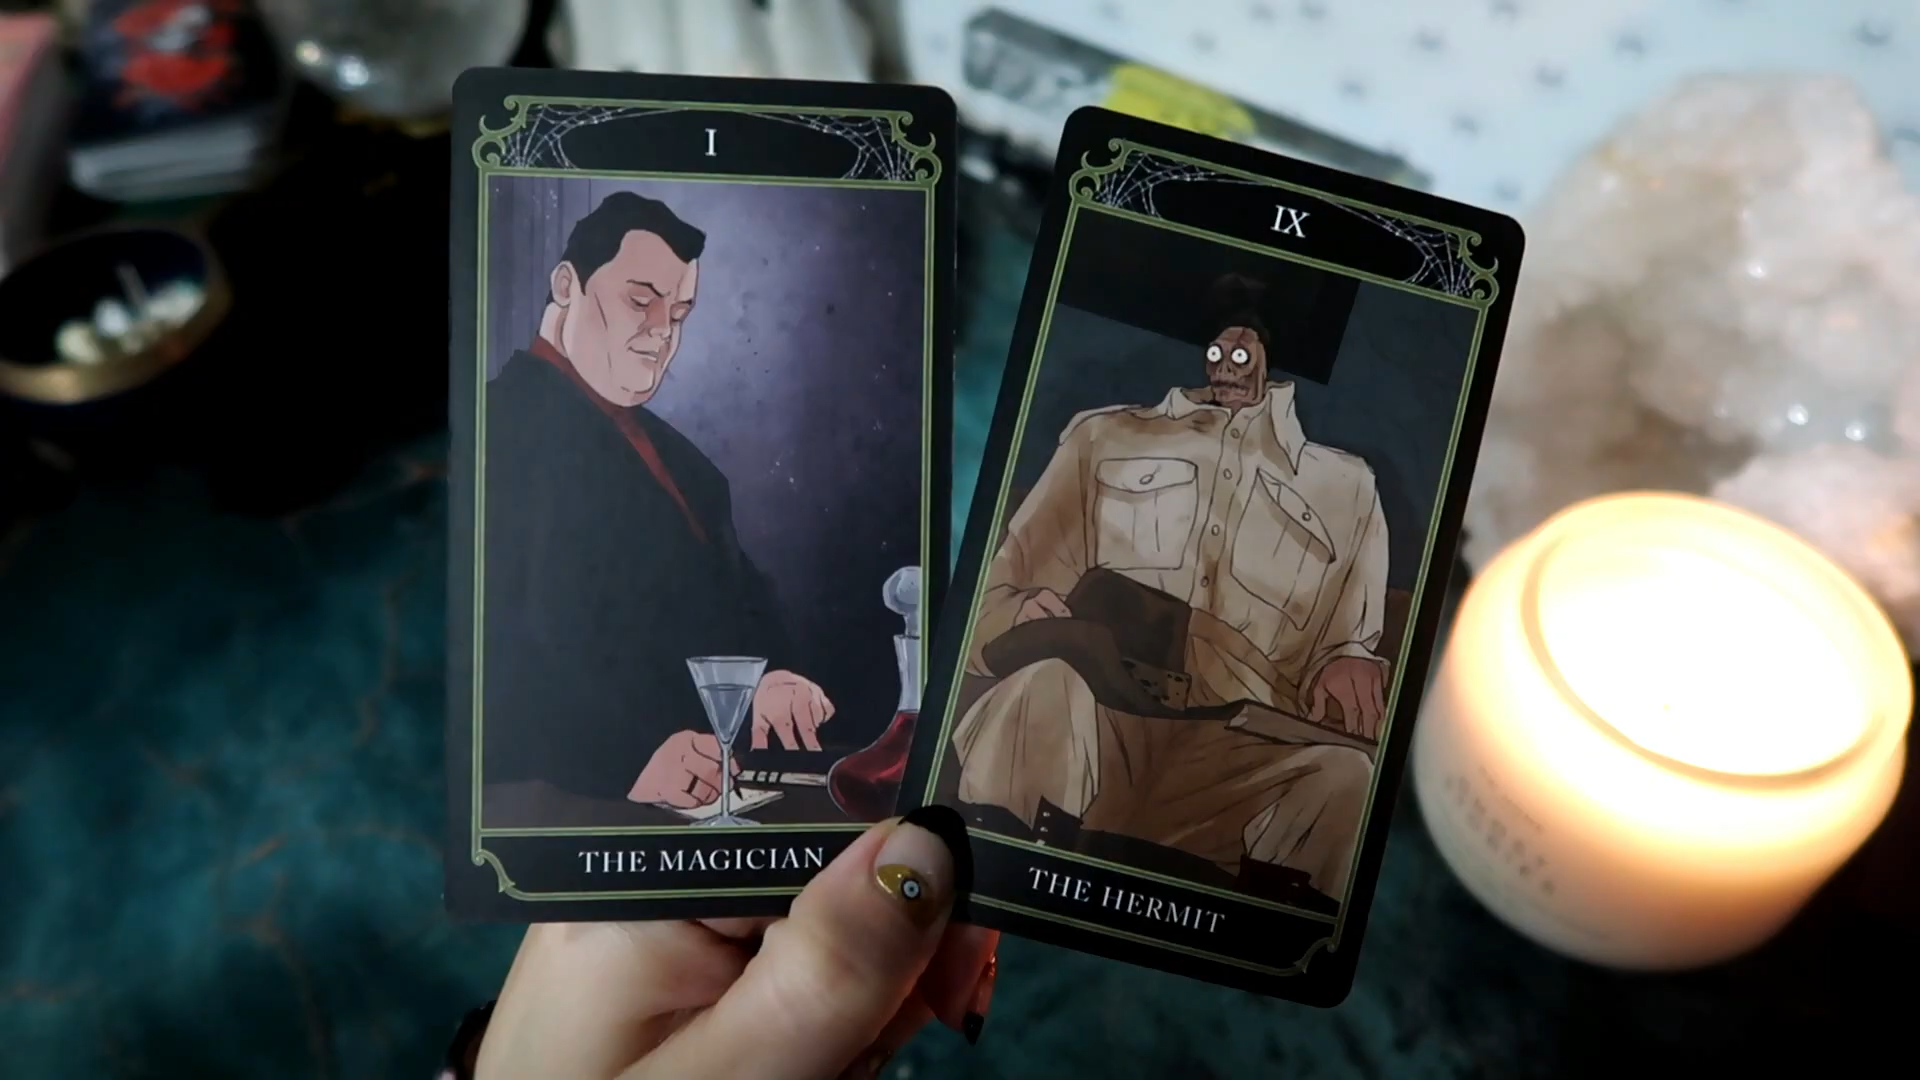 I
THE MAGICIAN
IX
THE HERMIT